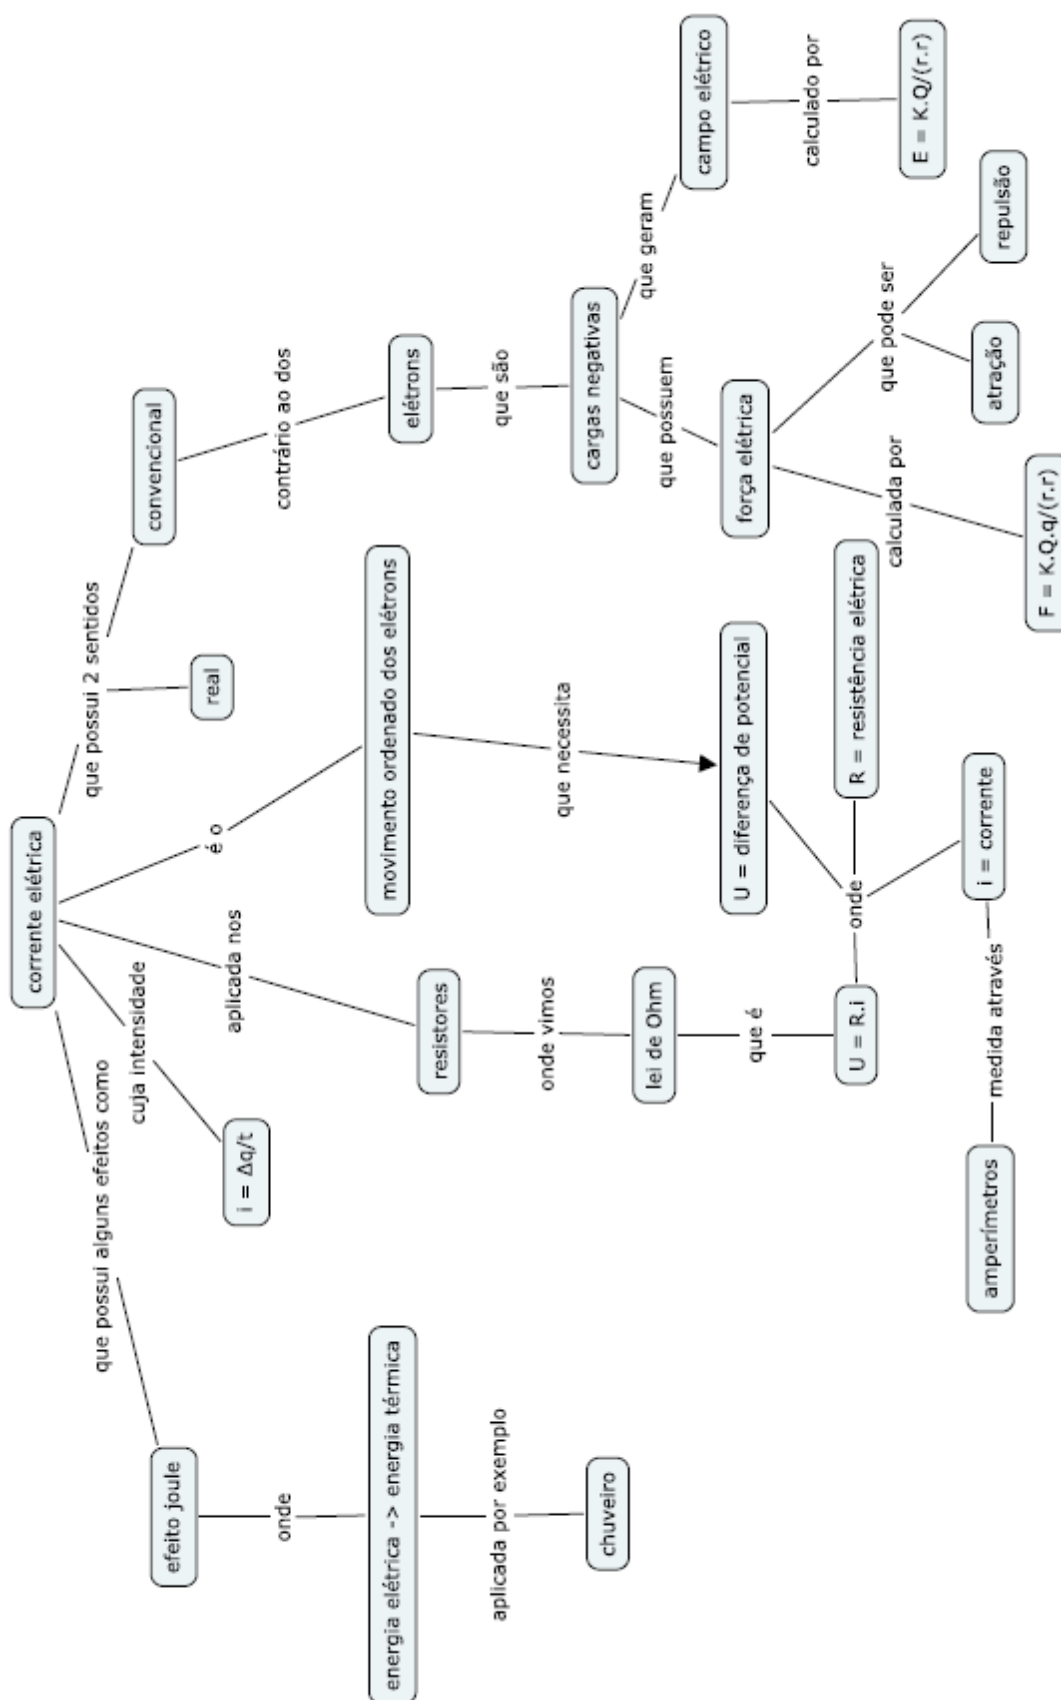 corrente elétrica
que possui alguns efeitos como
cuja intensidade
aplicada nos
é o
que possui 2 sentidos
efeito joule
onde
energia elétrica -> energia térmica
aplicada por exemplo
chuveiro
i = Δq/t
resistores
onde vimos
lei de Ohm
que é
U = R.i
onde
movimento ordenado dos elétrons
que necessita
U = diferença de potencial
R = resistência elétrica
i = corrente
medida através
amperímetros
real
convencional
contrário ao dos
elétrons
que são
cargas negativas
que possuem
que geram
força elétrica
calculada por
F = K.Q.q/(r.r)
que pode ser
atração
repulsão
campo elétrico
calculado por
E = K.Q/(r.r)